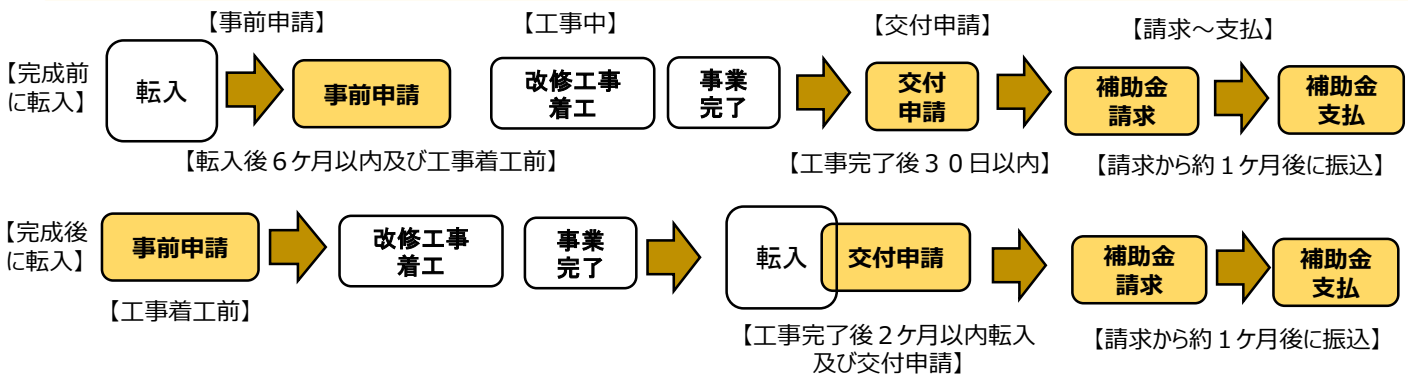 【事前申請】
【工事中】
【交付申請】
【請求～支払】
【完成前
に転入】
転入
事前申請
改修工事
着工
事業
完了
交付
申請
補助金
請求
補助金
支払
【転入後６ケ月以内及び工事着工前】
【工事完了後３０日以内】
【請求から約１ケ月後に振込】
【完成後
に転入】
事前申請
改修工事
着工
事業
完了
転入
交付申請
補助金
請求
補助金
支払
【工事着工前】
【工事完了後２ケ月以内転入
及び交付申請】
【請求から約１ケ月後に振込】